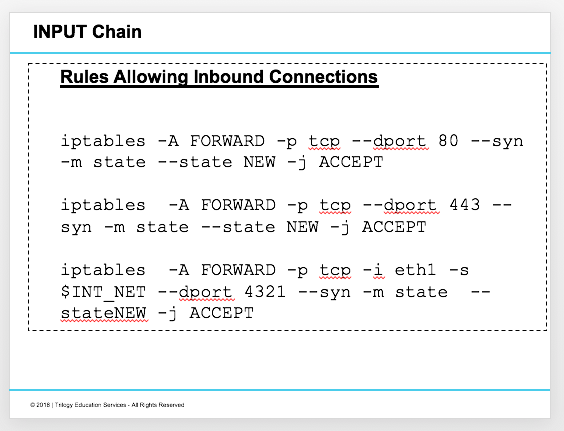 INPUT Chain
Rules Allowing Inbound Connections
iptables -A FORWARD -p tcp --dport 80 --syn
-m state --state NEW -j ACCEPT
iptables  -A FORWARD -p tcp --dport 443 --
syn -m state --state NEW -j ACCEPT
iptables  -A FORWARD -p tcp -i eth1 -s
$INT_NET --dport 4321 --syn -m state  --
stateNEW -j ACCEPT
© 2018 | Trilogy Education Services - All Rights Reserved